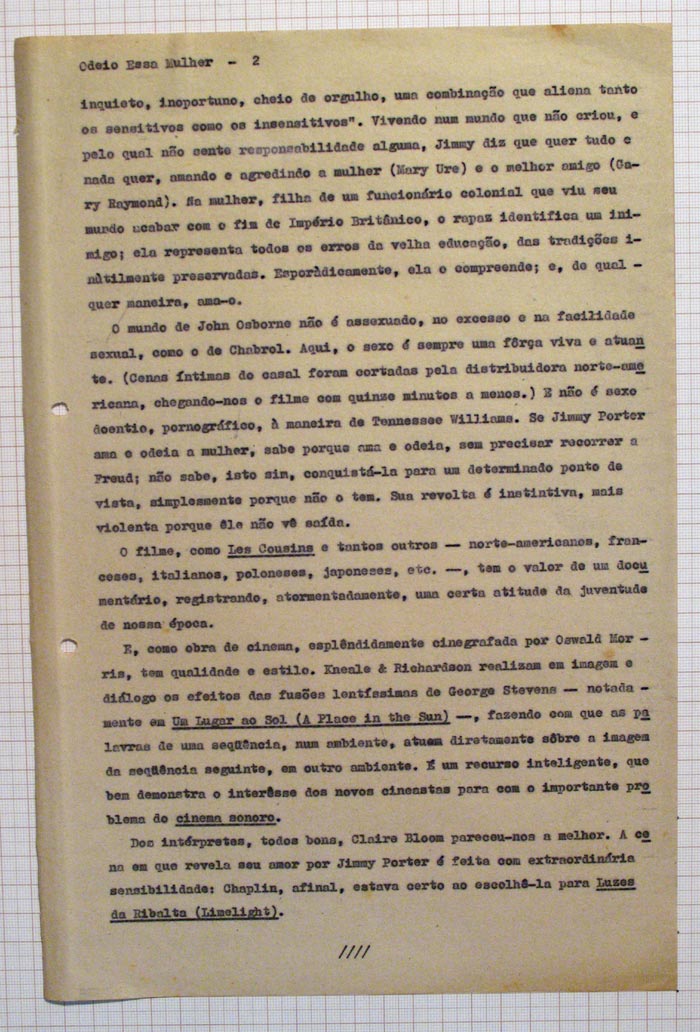 Odeio Essa Mulher - 2
inquieto, inoportuno, cheio de orgulho, uma combinação que aliena tanto
os sensitivos como os insensitivos". Vivendo num mundo que não criou, e
pelo qual não sente responsabilidade alguma, Jimmy diz que quer tudo e
nada quer, amando e agredindo a mulher (Mary Ure) e o melhor amigo (Ga-
ry Raymond). Na mulher, filha de um funcionário colonial que viu seu
mundo acabar com o fim de Império Britânico, o rapaz identifica um ini-
migo; ela representa todos os erros da velha educação, das tradições i-
nùtilmente preservadas. Esporàdicamente, ela o compreende; e, de qual -
quer maneira, ama-o.
O mundo de John Osborne não é assexuado, no excesso e na facilidade
sexual, como o de Chabrol. Aqui, o sexo é sempre uma fôrça viva e atuan
te. (Cenas íntimas do casal foram cortadas pela distribuidora norte-ame
ricana, chegando-nos o filme com quinze minutos a menos.) E não é sexo
doentio, pornográfico, à maneira de Tennessee Williams. Se Jimmy Porter
ama e odeia a mulher, sabe porque ama e odeia, sem precisar recorrer a
Freud; não sabe, isto sim, conquistá-la para um determinado ponto de
vista, simplesmente porque não o tem. Sua revolta é instintiva, mais
violenta porque êle não vê saída.
O filme, como Les Cousins e tantos outros — norte-americanos, fran-
ceses, italianos, poloneses, japoneses, etc. —, tem o valor de um docu
mentário, registrando, atormentadamente, uma certa atitude da juventude
de nossa época.
E, como obra de cinema, esplêndidamente cinegrafada por Oswald Mor -
ris, tem qualidade e estilo. Kneale & Richardson realizam em imagem e
diálogo os efeitos das fusões lentíssimas de George Stevens — notada -
mente em Um Lugar ao Sol (A Place in the Sun) —, fazendo com que as pa
lavras de uma seqüência, num ambiente, atuem diretamente sôbre a imagem
da seqüência seguinte, em outro ambiente. É um recurso inteligente, que
bem demonstra o interêsse dos novos cineastas para com o importante pro
blema do cinema sonoro.
Dos intérpretes, todos bons, Claire Bloom pareceu-nos a melhor. A ce
na em que revela seu amor por Jimmy Porter é feita com extraordinária
sensibilidade: Chaplin, afinal, estava certo ao escolhê-la para Luzes
da Ribalta (Limelight).
////